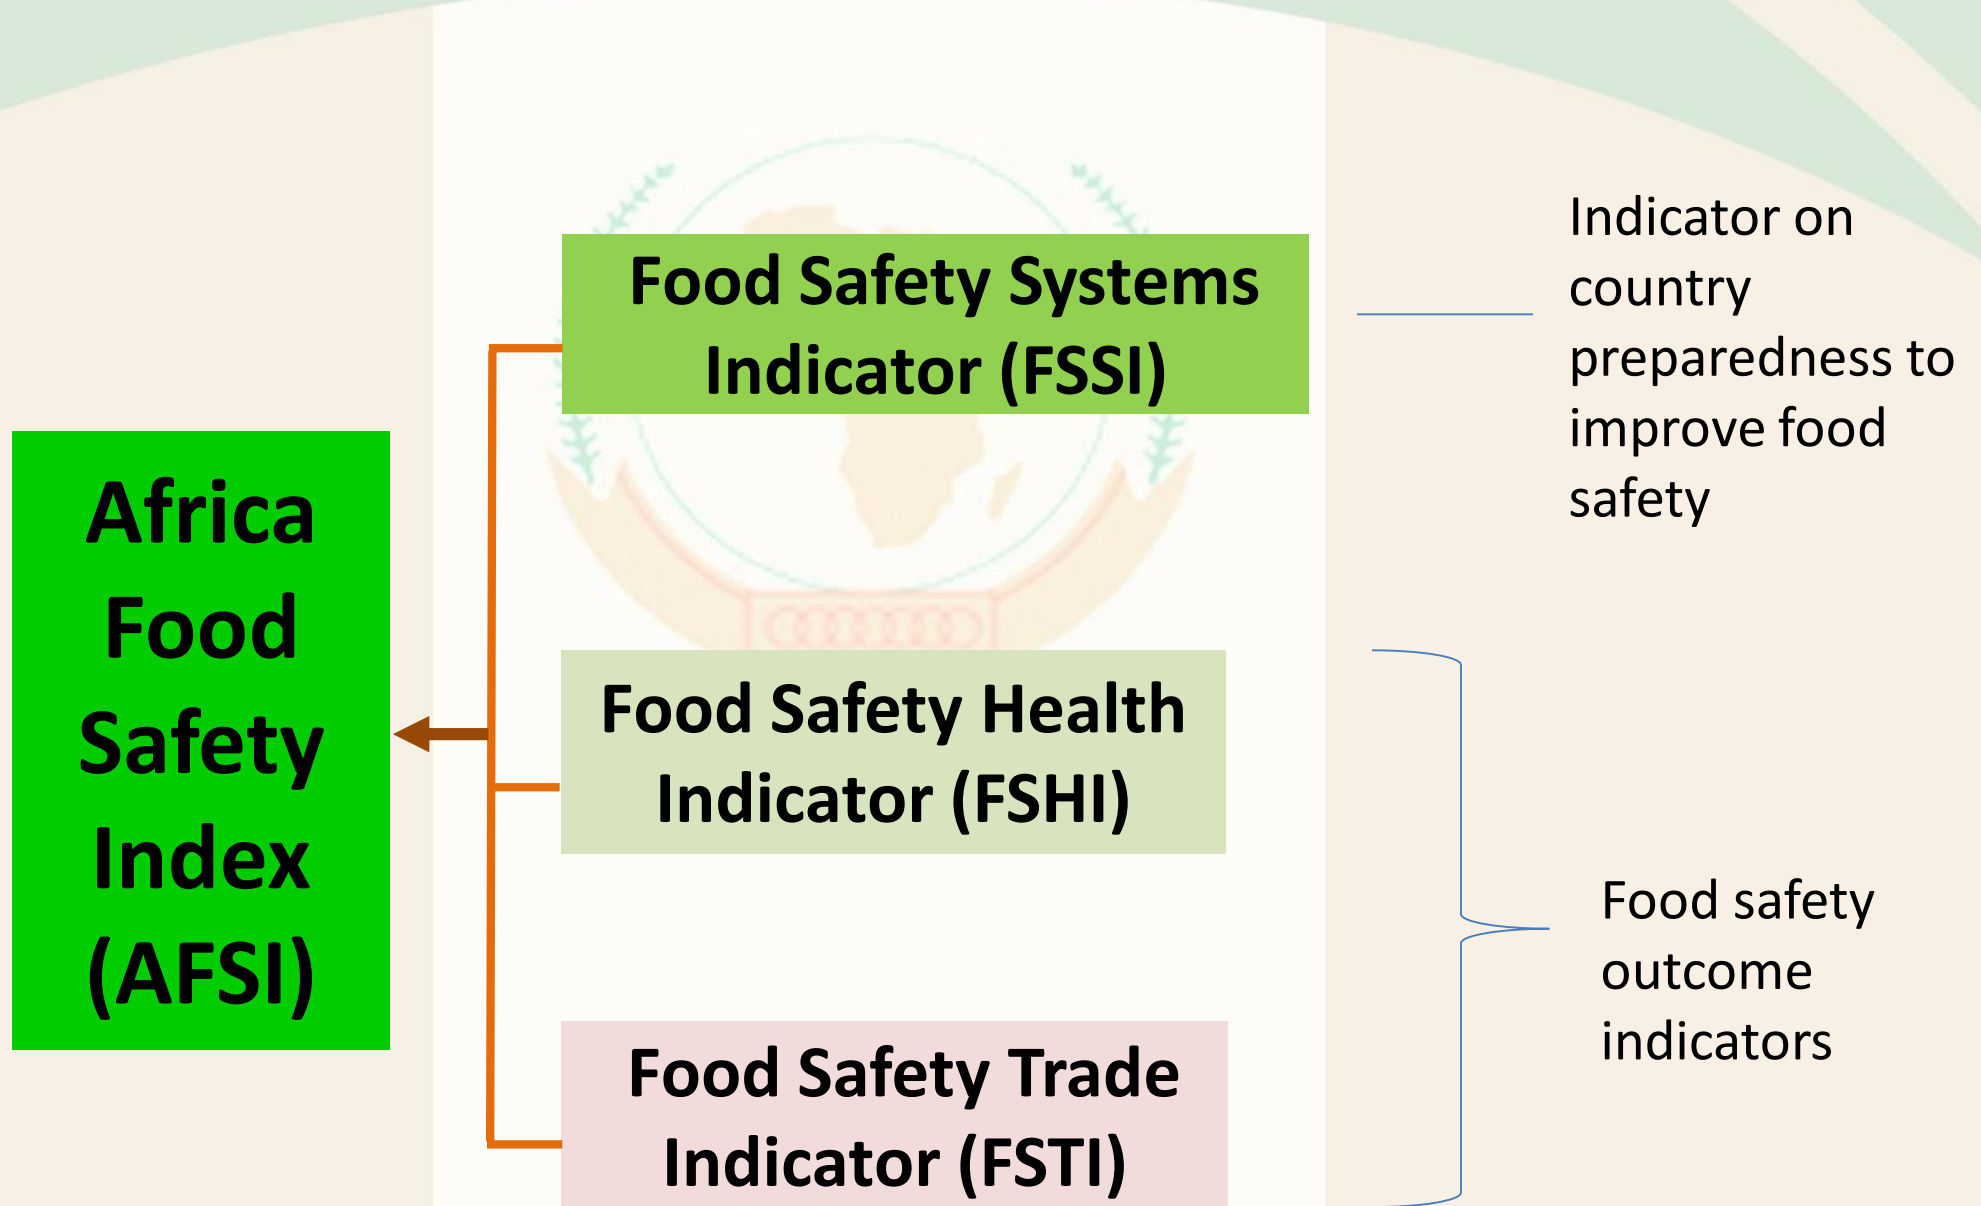 Africa
Food
Safety
Index
(AFSI)
Food Safety Systems
Indicator (FSSI)
Indicator on
country
preparedness to
improve food
safety
Food Safety Health
Indicator (FSHI)
Food Safety Trade
Indicator (FSTI)
Food safety
outcome
indicators